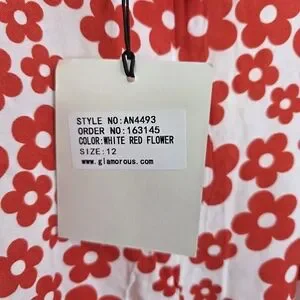 STYLE NO:AN4493
ORDER NO:163145
COLOR:WHITE RED FLOWER
SIZE:12
www.glamorous.com